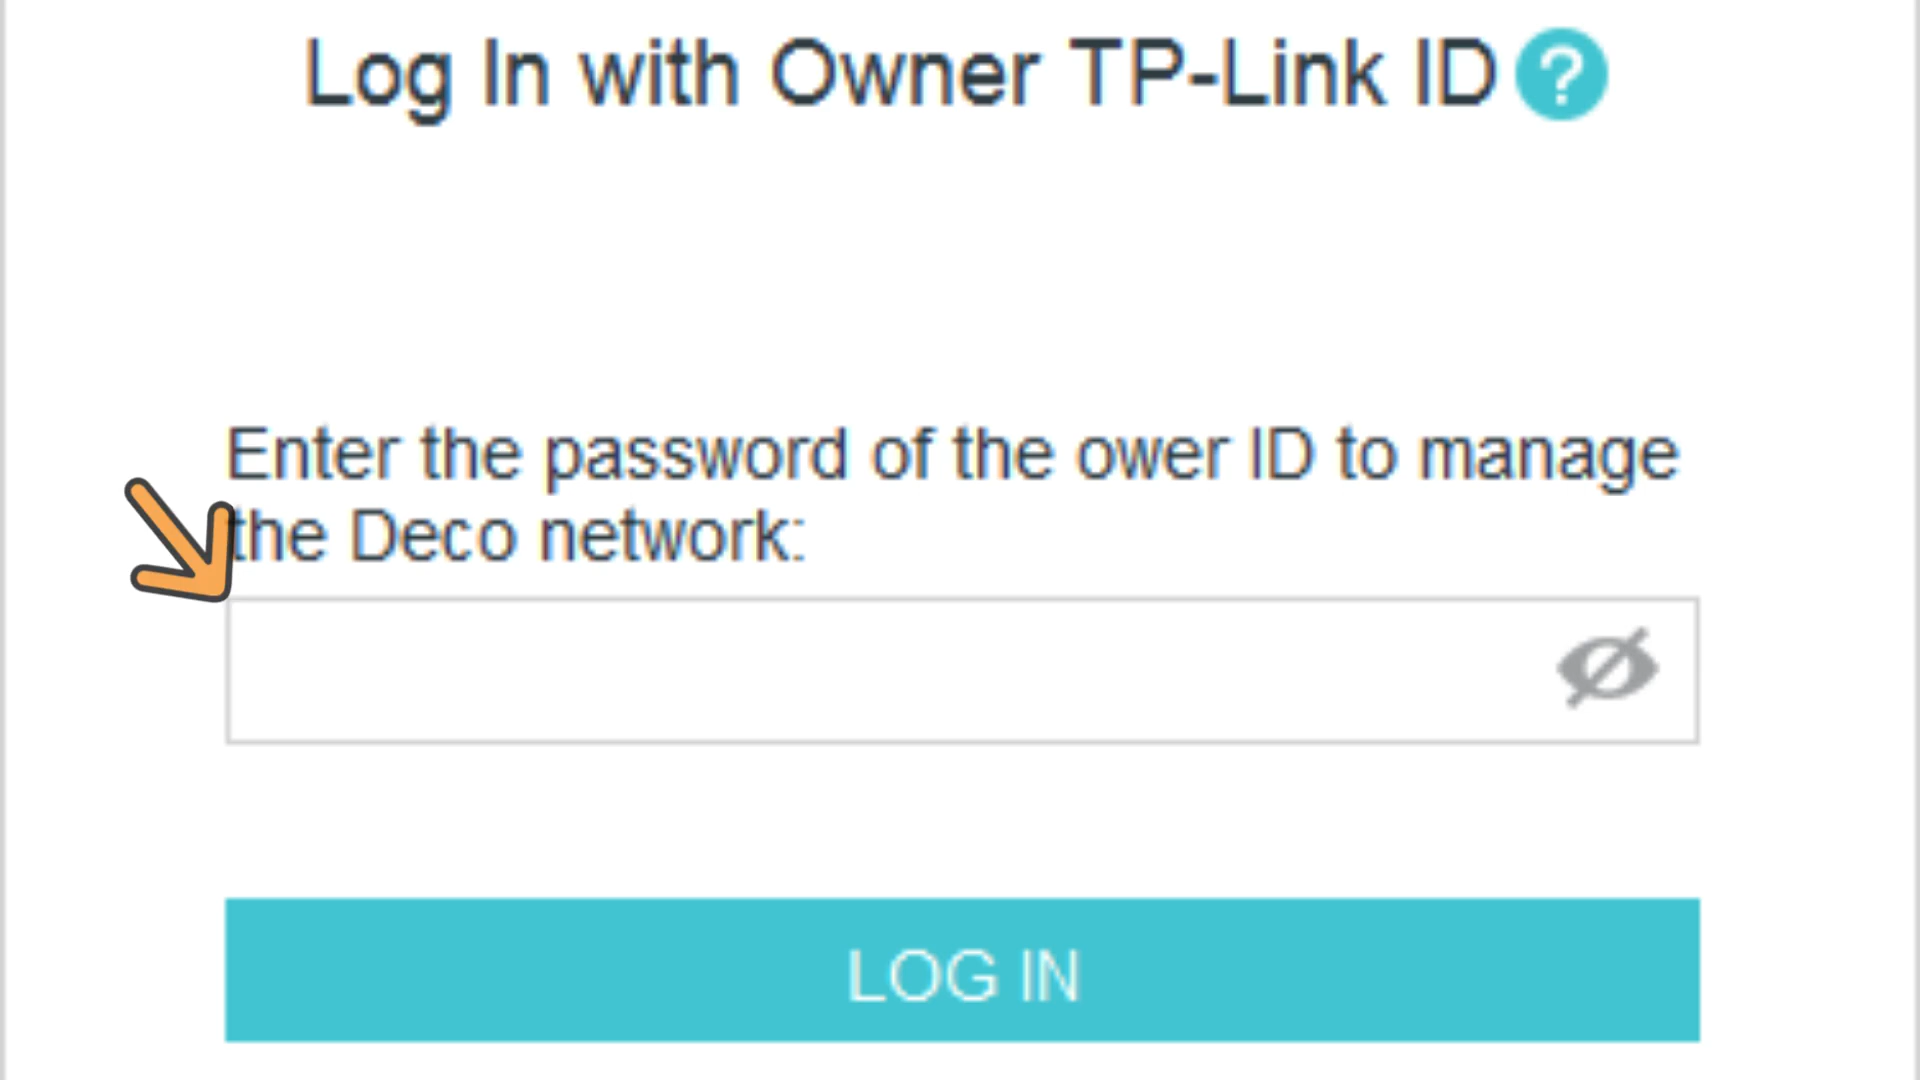 Log In with Owner TP-Link ID ?
Enter the password of the ower ID to manage
the Deco network:
LOG IN